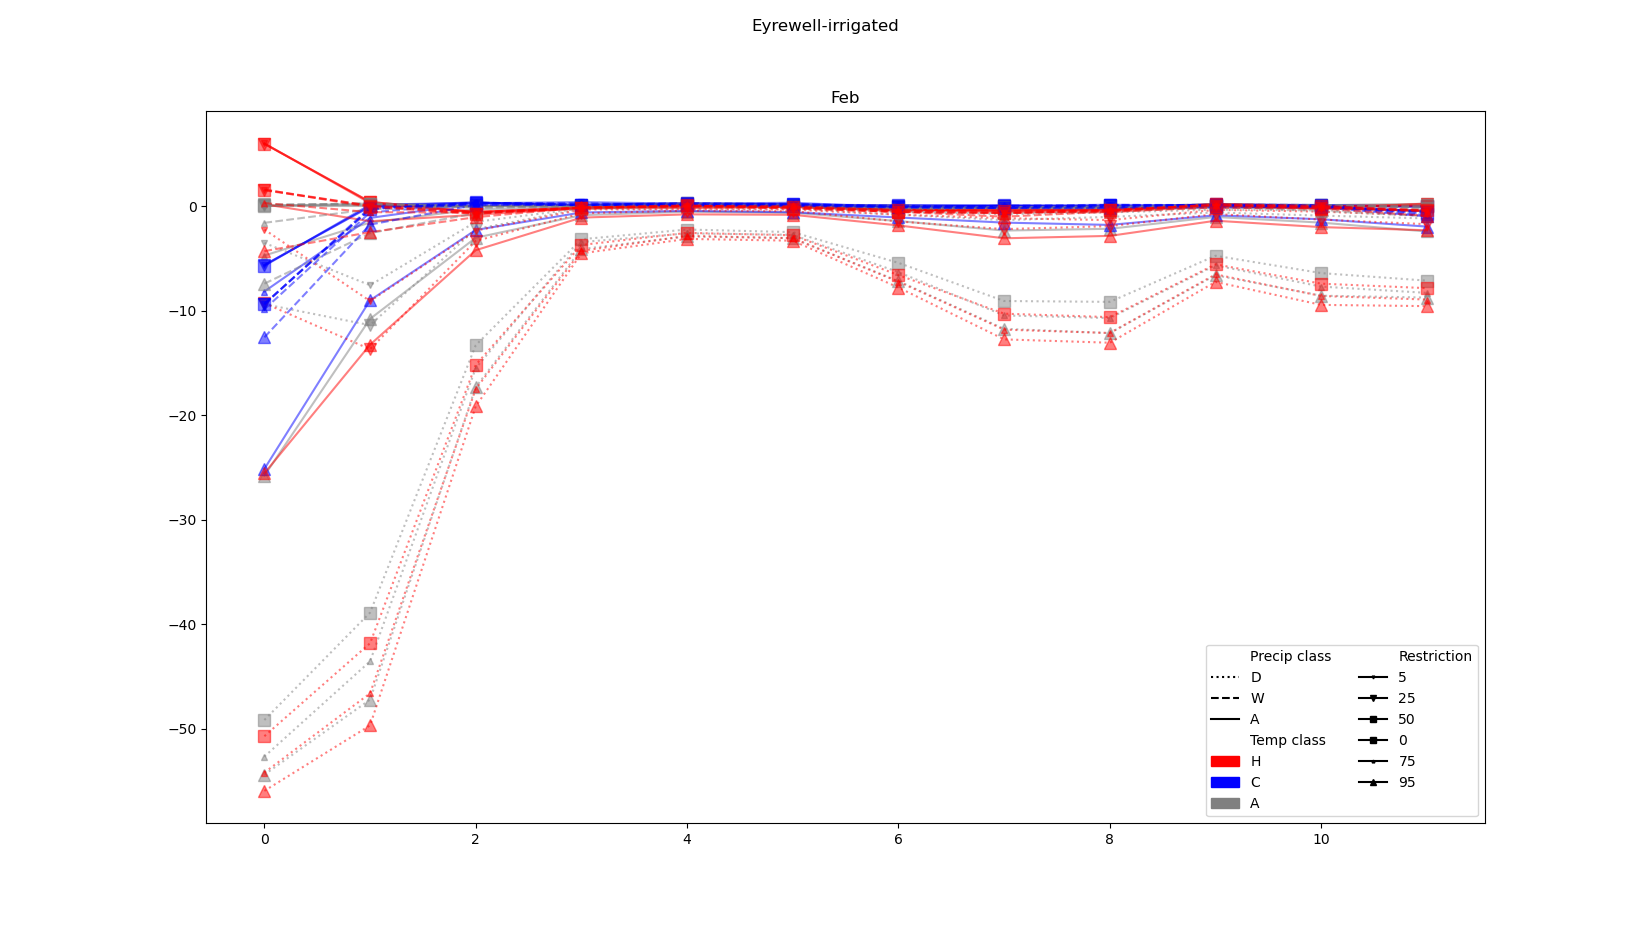 Eyrewell-irrigated
Feb
0
−10
−20
−30
−40
−50
0 2 4 6 8 10
Precip class
D
W
A
Temp class
H
C
A
Restriction
5
25
50
0
75
95